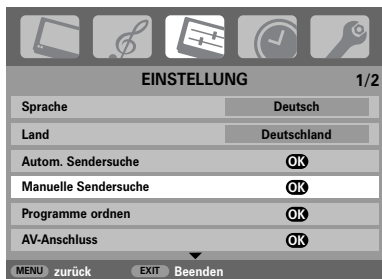 EINSTELLUNG 1/2
Sprache Deutsch
Land Deutschland
Autom. Sendersuche OK
Manuelle Sendersuche OK
Programme ordnen OK
AV-Anschluss OK
MENU zurück EXIT Beenden